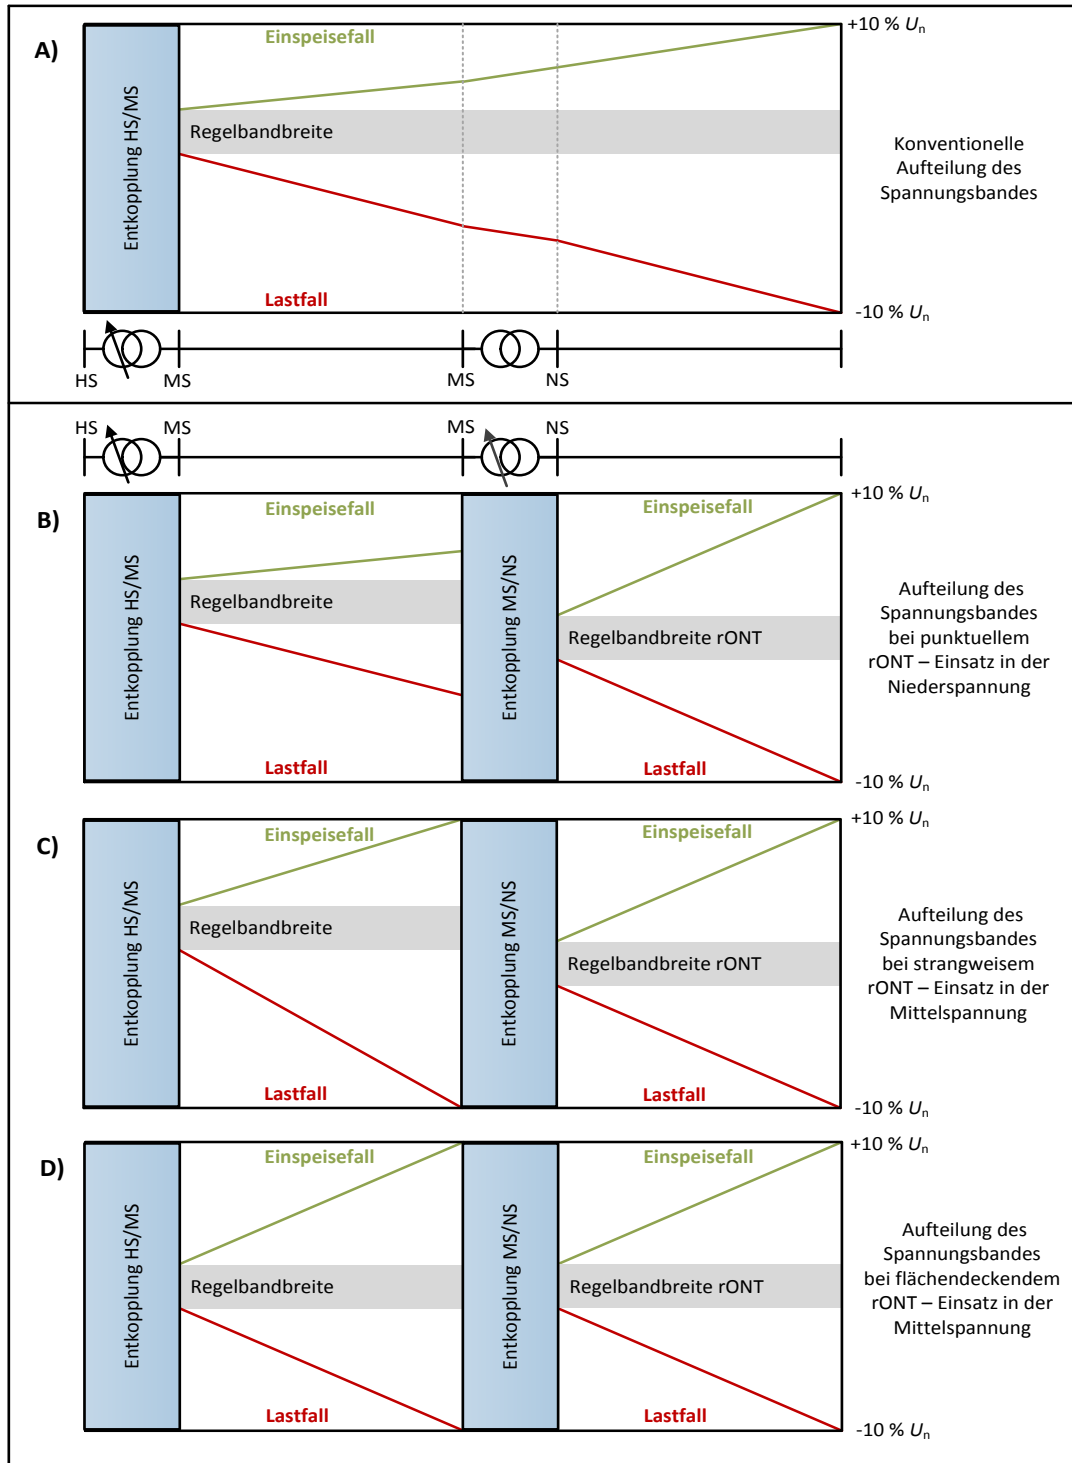 A)
Entkopplung HS/MS
Einspeisefall
+10 % Un
Regelbandbreite
Konventionelle
Aufteilung des
Spannungsbandes
Lastfall
-10 % Un
HS
MS
MS
NS
HS
MS
MS
NS
B)
Entkopplung HS/MS
Einspeisefall
Regelbandbreite
Lastfall
Entkopplung MS/NS
Einspeisefall
Regelbandbreite rONT
Lastfall
+10 % Un
Aufteilung des
Spannungsbandes
bei punktuellem
rONT – Einsatz in der
Niederspannung
-10 % Un
C)
Entkopplung HS/MS
Einspeisefall
Regelbandbreite
Lastfall
Entkopplung MS/NS
Einspeisefall
Regelbandbreite rONT
Lastfall
+10 % Un
Aufteilung des
Spannungsbandes
bei strangweisem
rONT – Einsatz in der
Mittelspannung
-10 % Un
D)
Entkopplung HS/MS
Einspeisefall
Regelbandbreite
Lastfall
Entkopplung MS/NS
Einspeisefall
Regelbandbreite rONT
Lastfall
+10 % Un
Aufteilung des
Spannungsbandes
bei flächendeckendem
rONT – Einsatz in der
Mittelspannung
-10 % Un